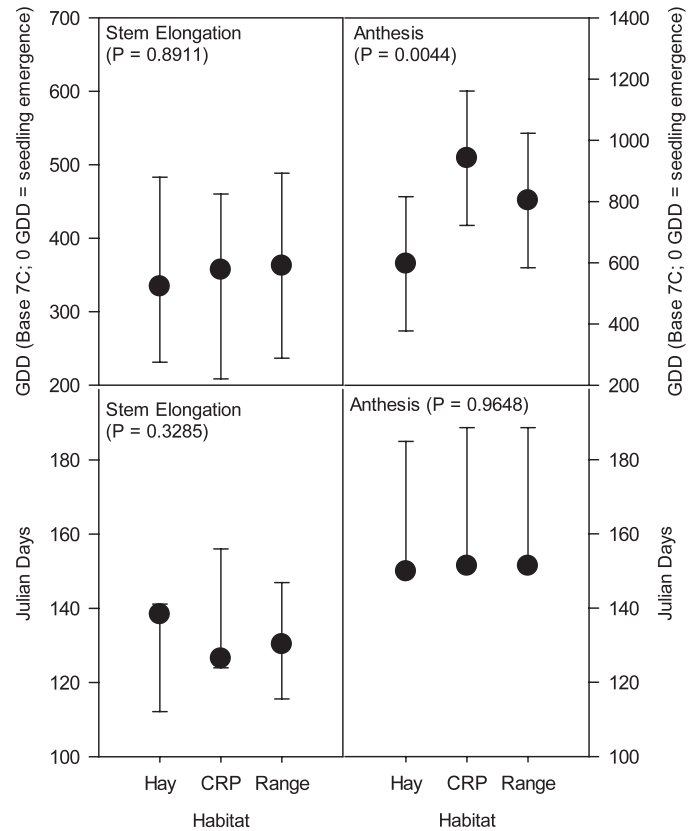 700
600
500
400
300
200
GDD (Base 7C; 0 GDD = seedling emergence)
Stem Elongation
(P = 0.8911)
Anthesis
(P = 0.0044)
1400
1200
1000
800
600
400
200
GDD (Base 7C; 0 GDD = seedling emergence)
180
160
140
120
100
Julian Days
Stem Elongation
(P = 0.3285)
Anthesis (P = 0.9648)
180
160
140
120
100
Julian Days
Hay CRP Range
Hay CRP Range
Habitat
Habitat